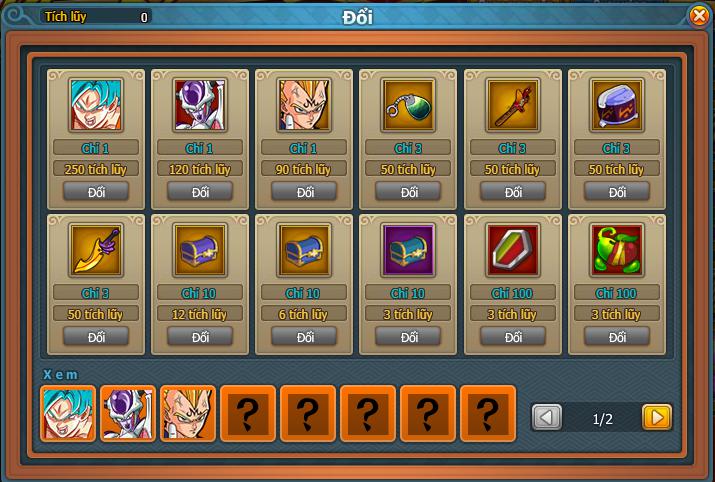 Tích lũy 0
Đổi
Chỉ 1 Chỉ 1 Chỉ 1 Chỉ 3 Chỉ 3 Chỉ 3
250 tích lũy 120 tích lũy 90 tích lũy 50 tích lũy 50 tích lũy 50 tích lũy
Đổi Đổi Đổi Đổi Đổi Đổi
Chỉ 3 Chỉ 10 Chỉ 10 Chỉ 10 Chỉ 100 Chỉ 100
50 tích lũy 12 tích lũy 6 tích lũy 3 tích lũy 3 tích lũy 3 tích lũy
Đổi Đổi Đổi Đổi Đổi Đổi
Xem
? ? ? ? ?
1/2